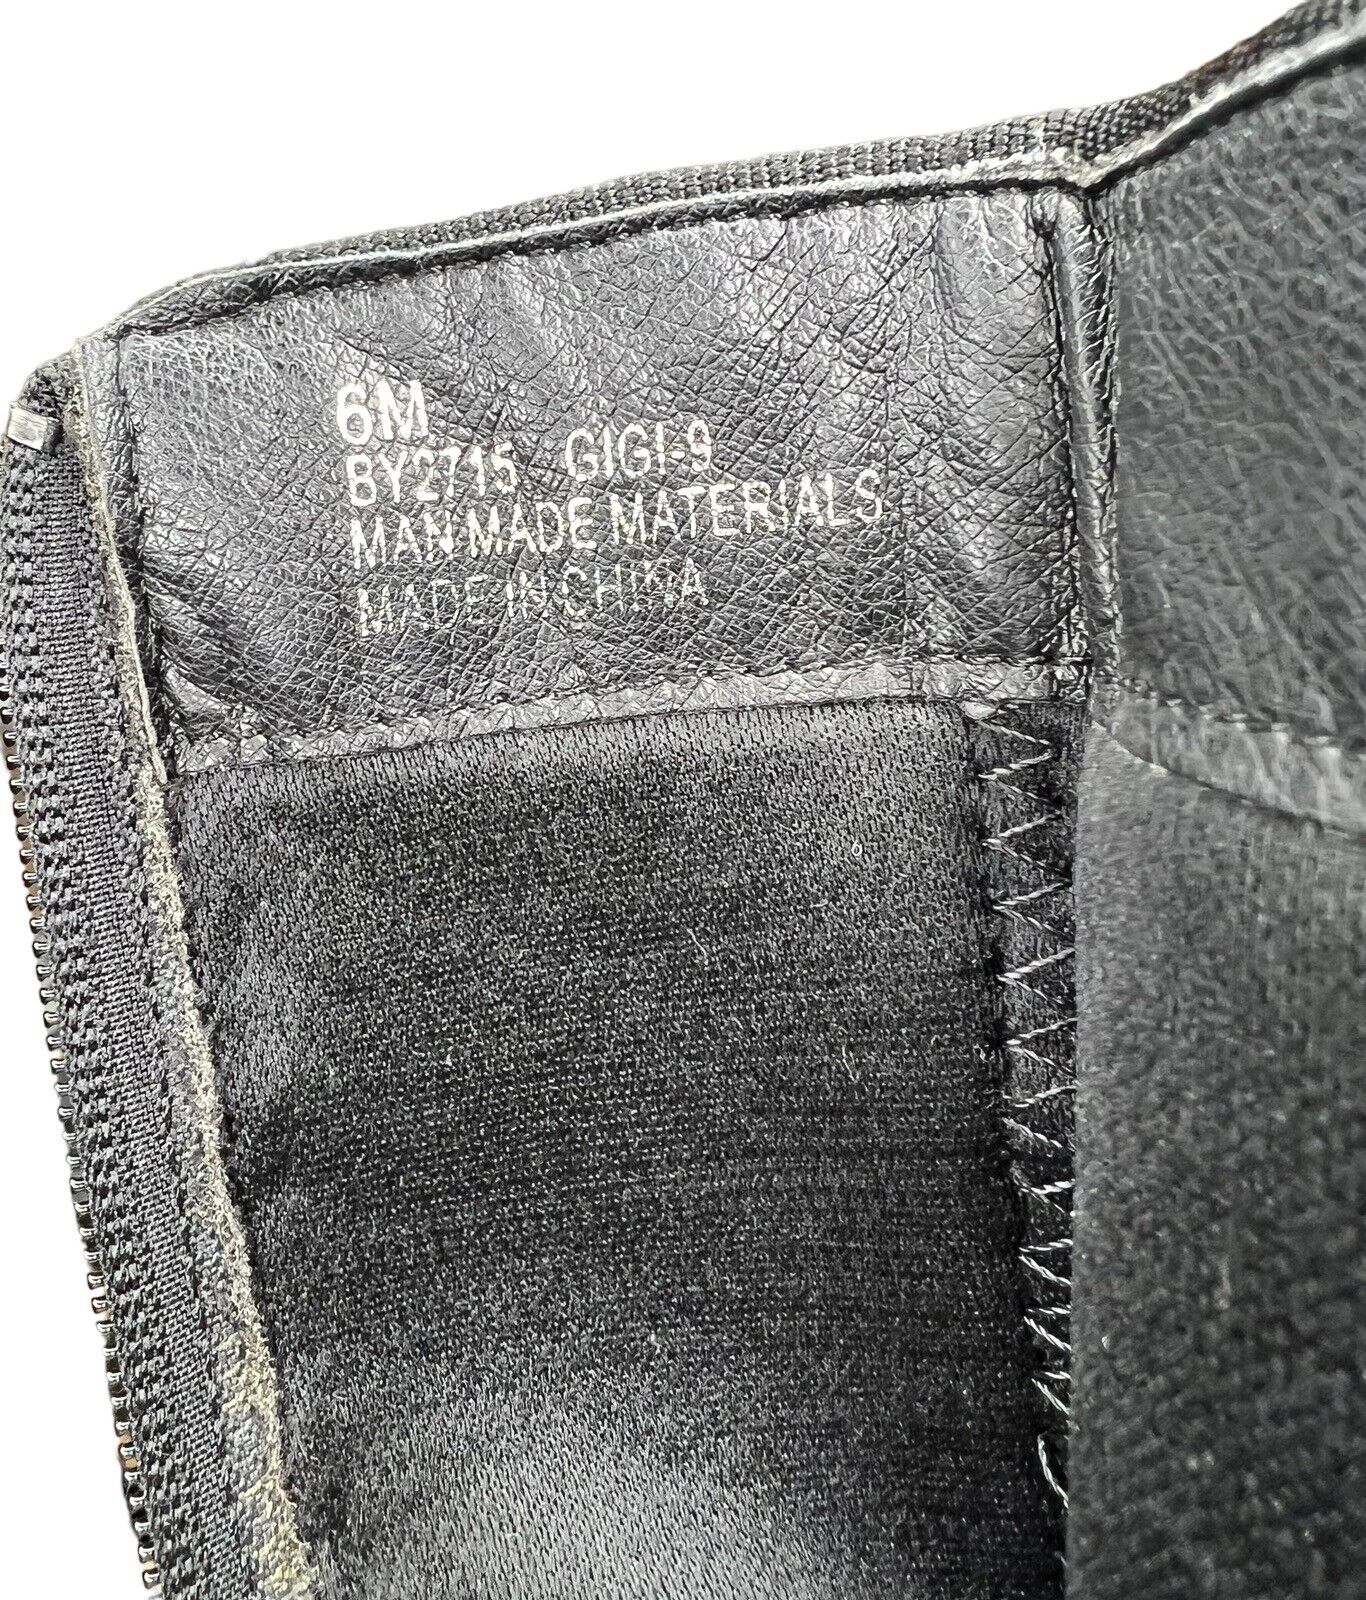 6M
BY2715 GIGI-9
MAN MADE MATERIALS
MADE IN CHINA